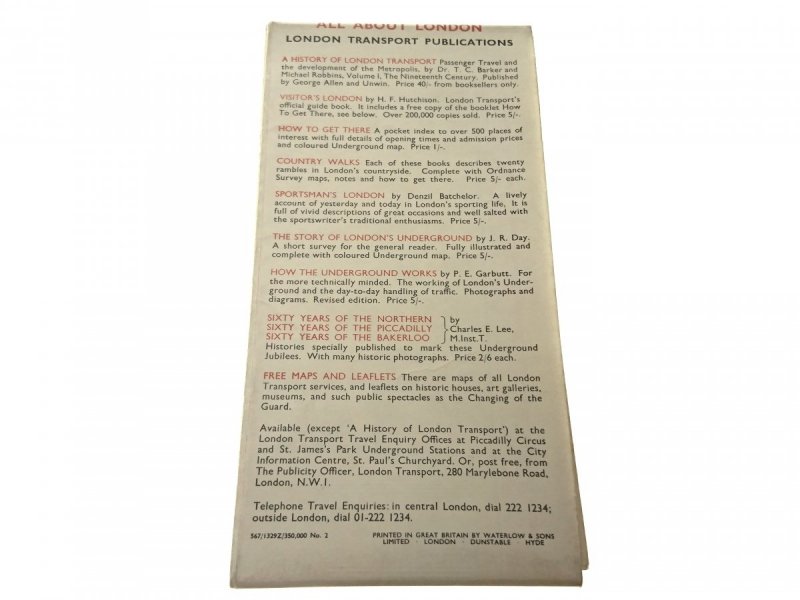 ALL ABOUT LONDON
LONDON TRANSPORT PUBLICATIONS
A HISTORY OF LONDON TRANSPORT Passenger Travel and
the development of the Metropolis, by Dr. T. C. Barker and
Michael Robbins, Volume I, The Nineteenth Century. Published
by George Allen and Unwin. Price 40/- from booksellers only.
VISITOR'S LONDON by H. F. Hutchison. London Transport's
official guide book. It includes a free copy of the booklet How
To Get There, see below. Over 200,000 copies sold. Price 5/-.
HOW TO GET THERE A pocket index to over 500 places of
interest with full details of opening times and admission prices
and coloured Underground map. Price 1/-.
COUNTRY WALKS Each of these books describes twenty
rambles in London's countryside. Complete with Ordnance
Survey maps, notes and how to get there. Price 5/- each.
SPORTSMAN'S LONDON by Denzil Batchelor. A lively
account of yesterday and today in London's sporting life, It is
full of vivid descriptions of great occasions and well salted with
the sportswriter's traditional enthusiasms. Price 5/-.
THE STORY OF LONDON'S UNDERGROUND by J. R. Day.
A short survey for the general reader. Fully illustrated and
complete with coloured Underground map. Price 5/-.
HOW THE UNDERGROUND WORKS by P. E. Garbutt. For
the more technically minded. The working of London's Under-
ground and the day-to-day handling of traffic. Photographs and
diagrams. Revised edition. Price 5/-.
SIXTY YEARS OF THE NORTHERN } by
SIXTY YEARS OF THE PICCADILLY } Charles E. Lee,
SIXTY YEARS OF THE BAKERLOO } M.Inst.T.
Histories specially published to mark these Underground
Jubilees. With many historic photographs. Price 2/6 each.
FREE MAPS AND LEAFLETS There are maps of all London
Transport services, and leaflets on historic houses, art galleries,
museums, and such public spectacles as the Changing of the
Guard.
Available (except 'A History of London Transport') at the
London Transport Travel Enquiry Offices at Piccadilly Circus
and St. James's Park Underground Stations and at the City
Information Centre, St. Paul's Churchyard. Or, post free, from
The Publicity Officer, London Transport, 280 Marylebone Road,
London, N.W.1.
Telephone Travel Enquiries: in central London, dial 222 1234;
outside London, dial 01-222 1234.
567/1329Z/350,000 No. 2 PRINTED IN GREAT BRITAIN BY WATERLOW & SONS
LIMITED · LONDON · DUNSTABLE HYDE